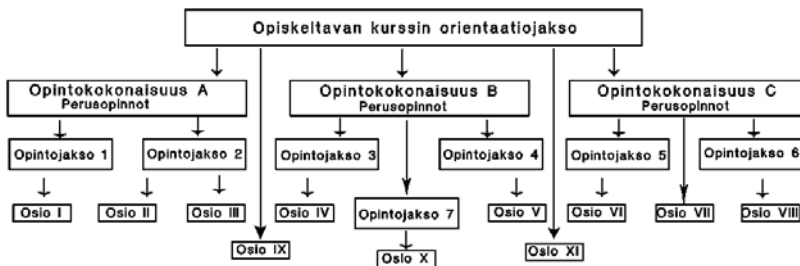 Opiskeltavan kurssin orientaatiojakso
Opintokokonaisuus A
Perusopinnot
Opintokokonaisuus B
Perusopinnot
Opintokokonaisuus C
Perusopinnot
Opintojakso 1
Opintojakso 2
Opintojakso 3
Opintojakso 4
Opintojakso 5
Opintojakso 6
Osio I
Osio II
Osio III
Osio IV
Opintojakso 7
Osio V
Osio VI
Osio VII
Osio VIII
Osio IX
Osio X
Osio XI